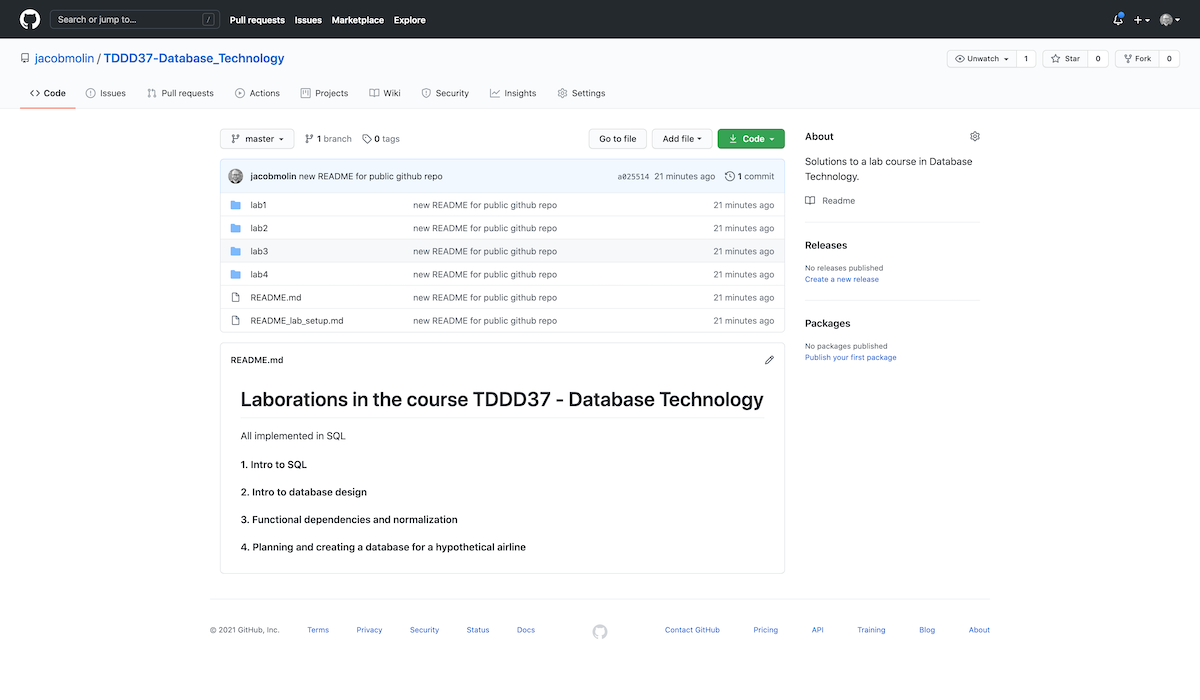 Search or jump to... /
Pull requests Issues Marketplace Explore
jacobmolin / TDDD37-Database_Technology
Unwatch 1 Star 0 Fork 0
Code Issues Pull requests Actions Projects Wiki Security Insights Settings
master 1 branch 0 tags Go to file Add file Code
jacobmolin new README for public github repo a025514 21 minutes ago 1 commit
lab1 new README for public github repo 21 minutes ago
lab2 new README for public github repo 21 minutes ago
lab3 new README for public github repo 21 minutes ago
lab4 new README for public github repo 21 minutes ago
README.md new README for public github repo 21 minutes ago
README_lab_setup.md new README for public github repo 21 minutes ago
README.md
Laborations in the course TDDD37 - Database Technology
All implemented in SQL
1. Intro to SQL
2. Intro to database design
3. Functional dependencies and normalization
4. Planning and creating a database for a hypothetical airline
About
Solutions to a lab course in Database
Technology.
Readme
Releases
No releases published
Create a new release
Packages
No packages published
Publish your first package
© 2021 GitHub, Inc. Terms Privacy Security Status Docs Contact GitHub Pricing API Training Blog About